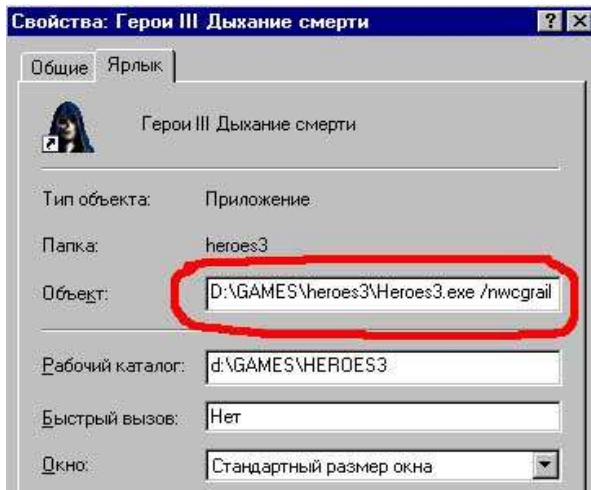 Свойства: Герои III Дыхание смерти
Общие Ярлык
Герои III Дыхание смерти
Тип объекта: Приложение
Папка: heroes3
Объект: D:\GAMES\heroes3\Heroes3.exe /nwcgrail
Рабочий каталог: d:\GAMES\HEROES3
Быстрый вызов: Нет
Окно: Стандартный размер окна